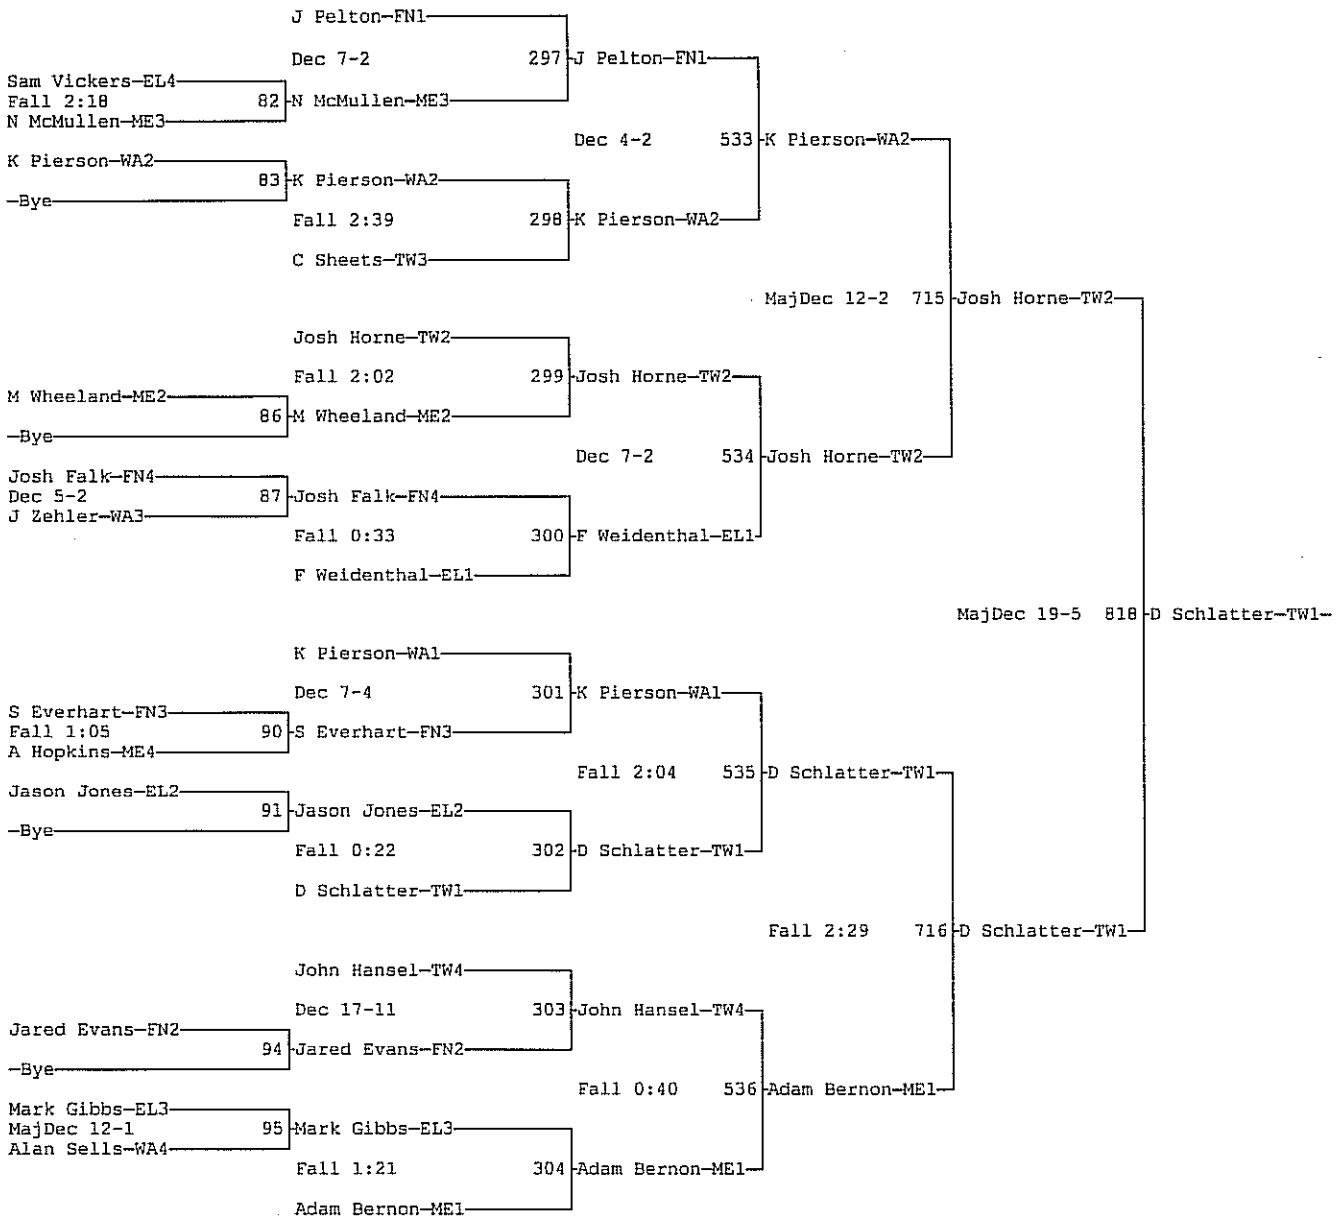 J Pelton-FN1
Dec 7-2 297 J Pelton-FN1
Sam Vickers-EL4
Fall 2:18 82 N McMullen-ME3
N McMullen-ME3
Dec 4-2 533 K Pierson-WA2
K Pierson-WA2
83 K Pierson-WA2
-Bye
Fall 2:39 298 K Pierson-WA2
C Sheets-TW3
MajDec 12-2 715 Josh Horne-TW2
Josh Horne-TW2
Fall 2:02 299 Josh Horne-TW2
M Wheeland-ME2
86 M Wheeland-ME2
-Bye
Dec 7-2 534 Josh Horne-TW2
Josh Falk-FN4
Dec 5-2 87 Josh Falk-FN4
J Zehler-WA3
Fall 0:33 300 F Weidenthal-EL1
F Weidenthal-EL1
MajDec 19-5 818 D Schlatter-TW1-
K Pierson-WA1
Dec 7-4 301 K Pierson-WA1
S Everhart-FN3
Fall 1:05 90 S Everhart-FN3
A Hopkins-ME4
Fall 2:04 535 D Schlatter-TW1
Jason Jones-EL2
91 Jason Jones-EL2
-Bye
Fall 0:22 302 D Schlatter-TW1
D Schlatter-TW1
Fall 2:29 716 D Schlatter-TW1
John Hansel-TW4
Dec 17-11 303 John Hansel-TW4
Jared Evans-FN2
94 Jared Evans-FN2
-Bye
Fall 0:40 536 Adam Bernon-ME1
Mark Gibbs-EL3
MajDec 12-1 95 Mark Gibbs-EL3
Alan Sells-WA4
Fall 1:21 304 Adam Bernon-ME1
Adam Bernon-ME1